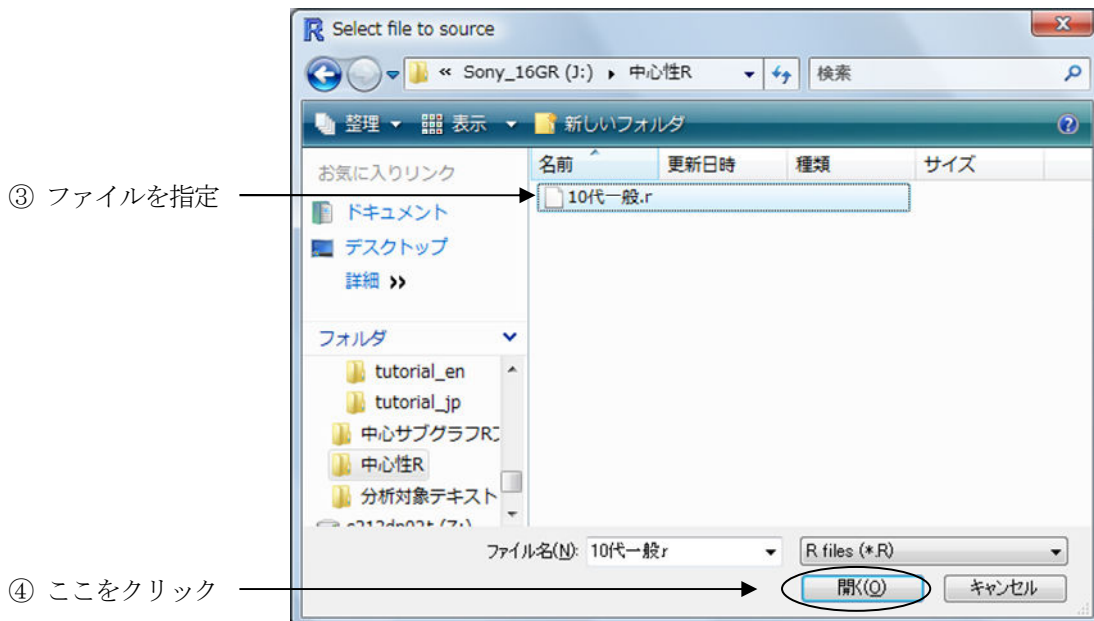 Select file to source
« Sony_16GR (J:) ▸ 中心性R 検索
整理 表示 新しいフォルダ
お気に入りリンク
名前 更新日時 種類 サイズ
③ ファイルを指定
10代一般.r
ドキュメント
デスクトップ
詳細 »
フォルダ
tutorial_en
tutorial_jp
中心サブグラフR
中心性R
分析対象テキスト
ファイル名(N): 10代一般.r R files (*.R)
④ ここをクリック
開く(O) キャンセル